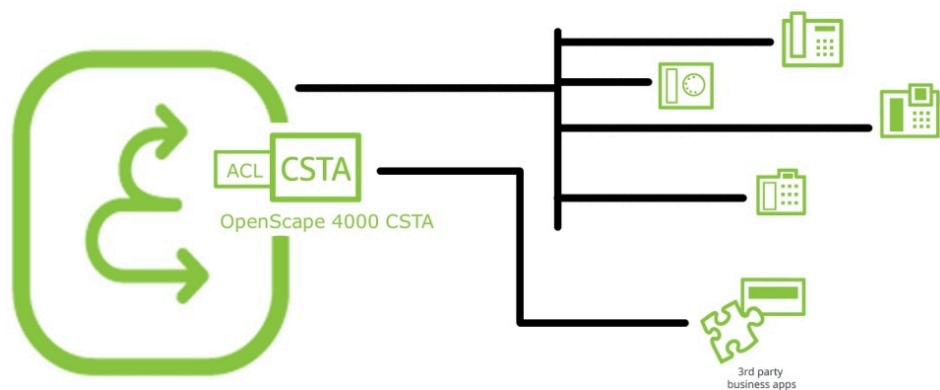 ACL
CSTA
OpenScape 4000 CSTA
3rd party
business apps